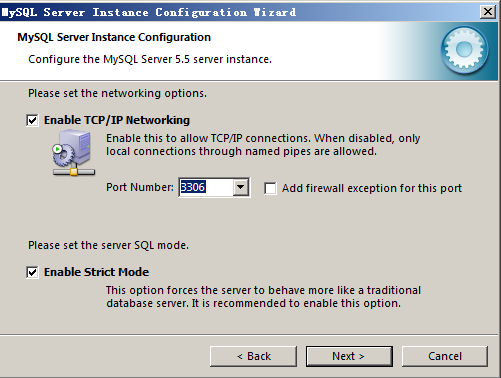 MySQL Server Instance Configuration Wizard
MySQL Server Instance Configuration
Configure the MySQL Server 5.5 server instance.
Please set the networking options.
Enable TCP/IP Networking
Enable this to allow TCP/IP connections. When disabled, only
local connections through named pipes are allowed.
Port Number: 3306 Add firewall exception for this port
Please set the server SQL mode.
Enable Strict Mode
This option forces the server to behave more like a traditional
database server. It is recommended to enable this option.
< Back Next > Cancel